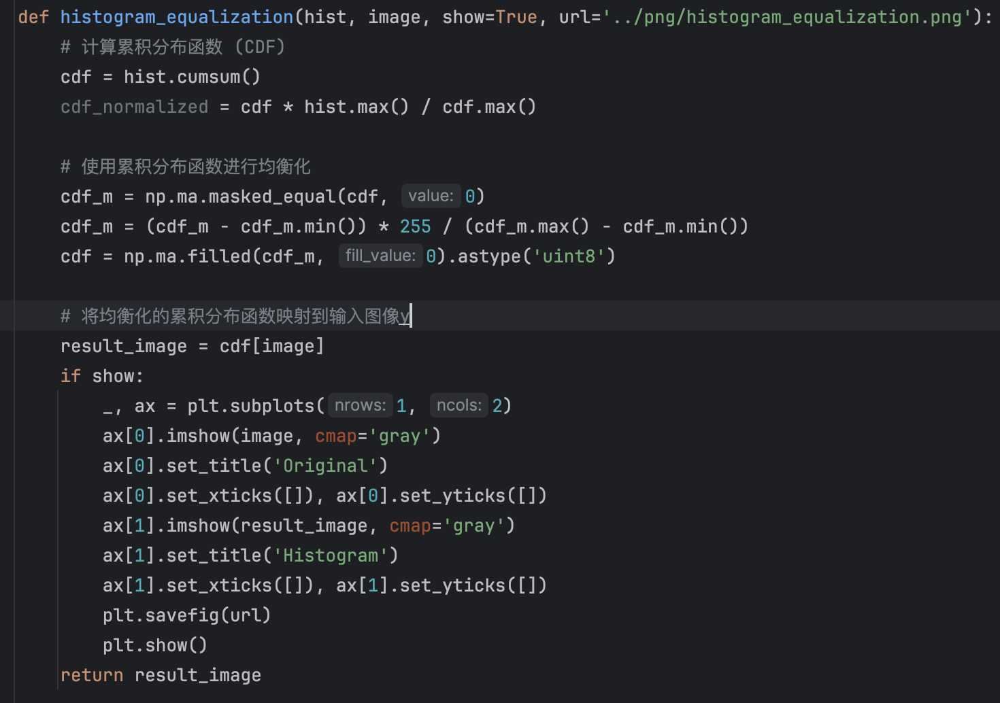 def histogram_equalization(hist, image, show=True, url='../png/histogram_equalization.png'):
# 计算累积分布函数 (CDF)
cdf = hist.cumsum()
cdf_normalized = cdf * hist.max() / cdf.max()
# 使用累积分布函数进行均衡化
cdf_m = np.ma.masked_equal(cdf, value: 0)
cdf_m = (cdf_m - cdf_m.min()) * 255 / (cdf_m.max() - cdf_m.min())
cdf = np.ma.filled(cdf_m, fill_value: 0).astype('uint8')
# 将均衡化的累积分布函数映射到输入图像y
result_image = cdf[image]
if show:
_, ax = plt.subplots(nrows: 1, ncols: 2)
ax[0].imshow(image, cmap='gray')
ax[0].set_title('Original')
ax[0].set_xticks([]), ax[0].set_yticks([])
ax[1].imshow(result_image, cmap='gray')
ax[1].set_title('Histogram')
ax[1].set_xticks([]), ax[1].set_yticks([])
plt.savefig(url)
plt.show()
return result_image